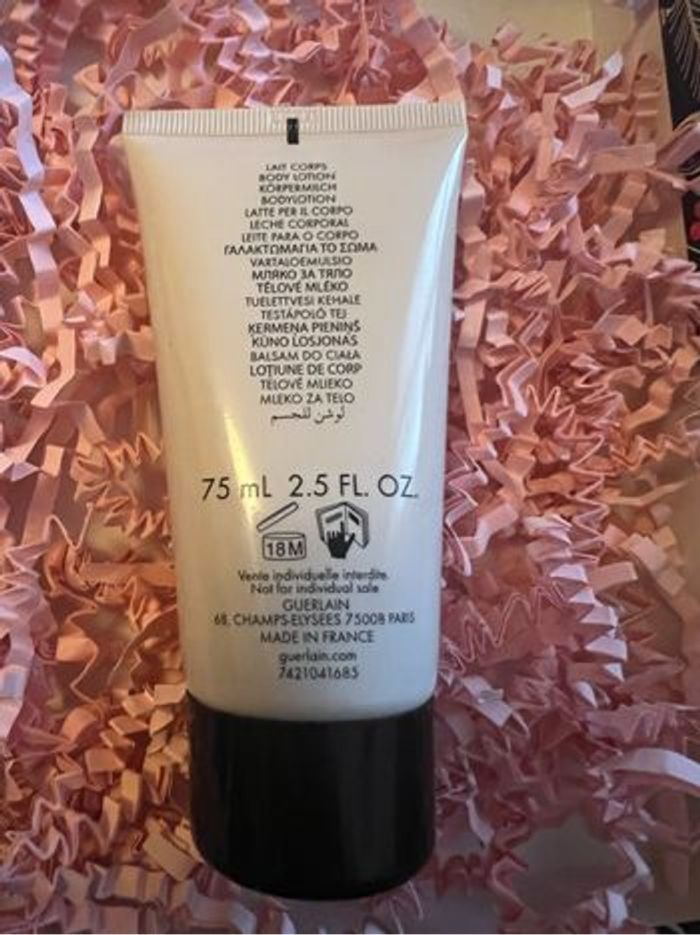 LAIT CORPS
BODY LOTION
KÖRPERMILCH
BODYLOTION
LATTE PER IL CORPO
LECHE CORPORAL
LEITE PARA O CORPO
ΓΑΛΑΚΤΩΜΑ ΓΙΑ ΤΟ ΣΩΜΑ
VARTALOEMULSIO
МЛЯКО ЗА ТЯЛО
TĚLOVÉ MLÉKO
TUELETTVESI KEHALE
TESTÁPOLÓ TEJ
ĶERMEŅA PIENIŅŠ
KŪNO LOSJONAS
BALSAM DO CIAŁA
LOȚIUNE DE CORP
TELOVÉ MLIEKO
MLEKO ZA TELO
لوشن للجسم
75 mL 2.5 FL. OZ.
18M
Vente individuelle interdite.
Not for individual sale
GUERLAIN
68, CHAMPS-ELYSEES 75008 PARIS
MADE IN FRANCE
guerlain.com
7421041685